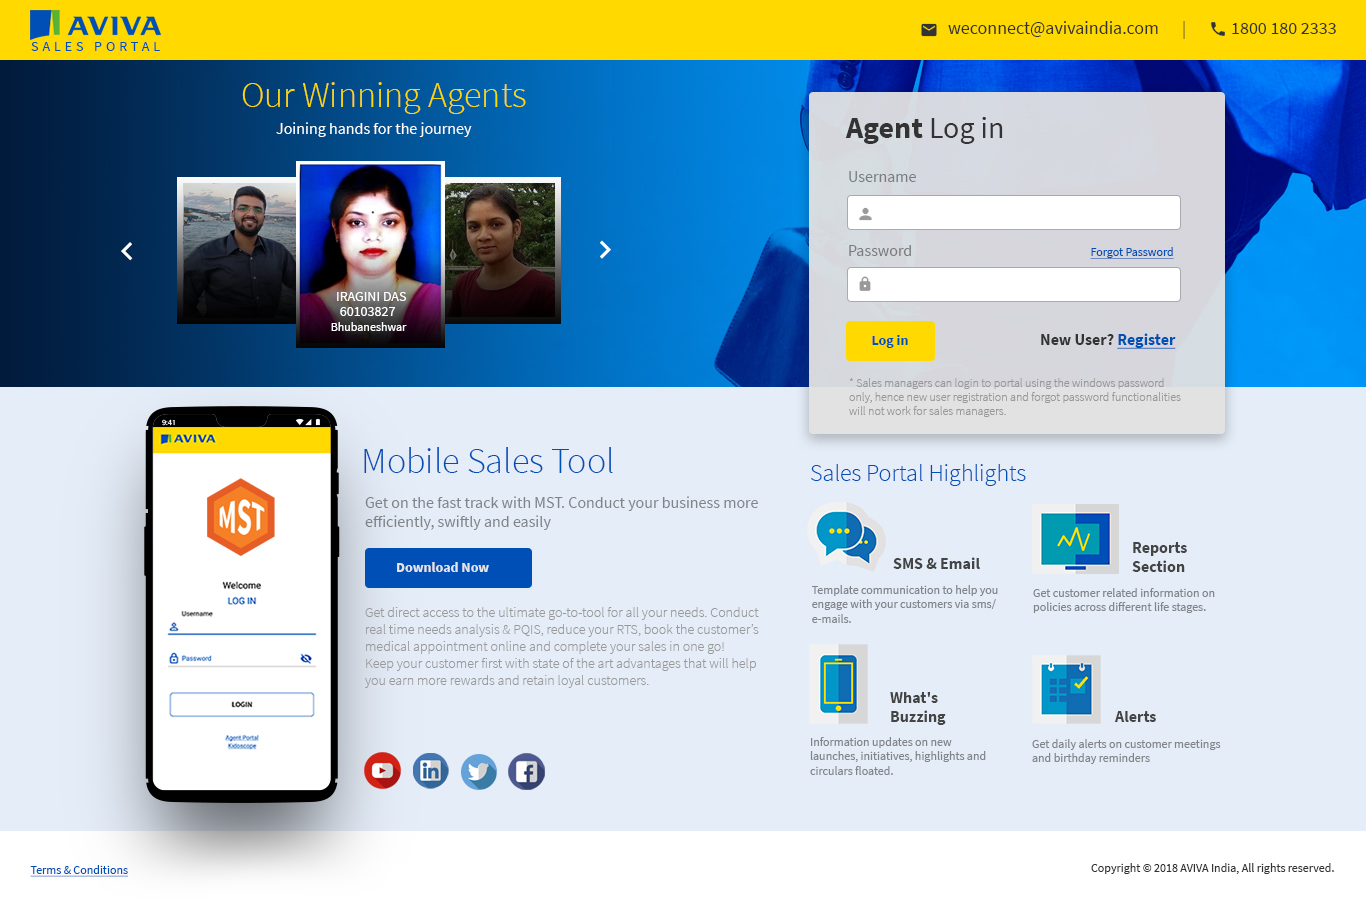 AVIVA
SALES PORTAL
weconnect@avivaindia.com | 1800 180 2333
Our Winning Agents
Joining hands for the journey
IRAGINI DAS
60103827
Bhubaneshwar
Agent Log in
Username
Password
Forgot Password
Log in
New User? Register
* Sales managers can login to portal using the windows password
only, hence new user registration and forgot password functionalities
will not work for sales managers.
9:41
AVIVA
MST
Welcome
LOG IN
Username
Password
LOGIN
Agent Portal
Kidoscope
Mobile Sales Tool
Get on the fast track with MST. Conduct your business more
efficiently, swiftly and easily
Download Now
Get direct access to the ultimate go-to-tool for all your needs. Conduct
real time needs analysis & PQIS, reduce your RTS, book the customer's
medical appointment online and complete your sales in one go!
Keep your customer first with state of the art advantages that will help
you earn more rewards and retain loyal customers.
Sales Portal Highlights
SMS & Email
Template communication to help you
engage with your customers via sms/
e-mails.
Reports
Section
Get customer related information on
policies across different life stages.
What's
Buzzing
Information updates on new
launches, initiatives, highlights and
circulars floated.
Alerts
Get daily alerts on customer meetings
and birthday reminders
Terms & Conditions
Copyright © 2018 AVIVA India, All rights reserved.